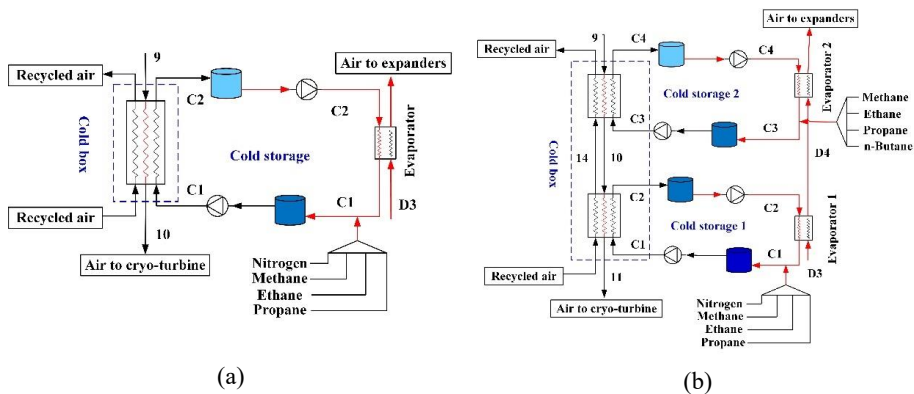 9
Recycled air
C2
Air to expanders
C2
Cold box
Cold storage
Evaporator
C1
C1
D3
Recycled air
10
Air to cryo-turbine
Nitrogen
Methane
Ethane
Propane
(a)
Air to expanders
9
C4
C4
Recycled air
Evaporator 2
Cold storage 2
Methane
Ethane
Propane
n-Butane
C3
C3
14
10
D4
Cold box
C2
C2
Cold storage 1
Evaporator 1
C1
C1
D3
Recycled air
11
Air to cryo-turbine
Nitrogen
Methane
Ethane
Propane
(b)